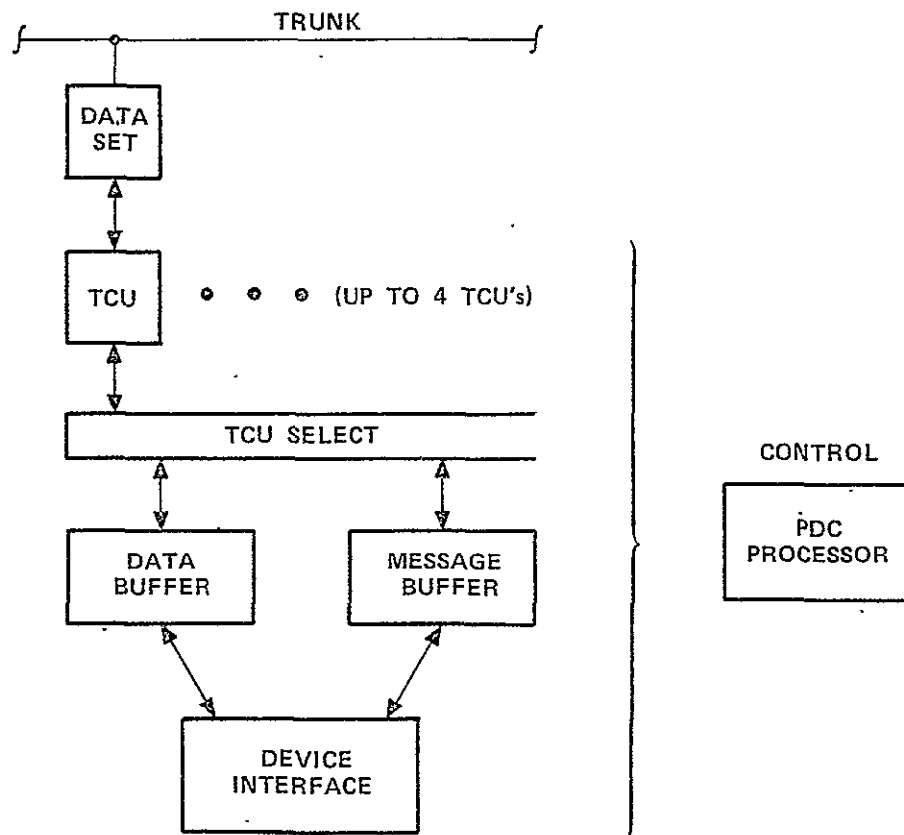 TRUNK
DATA
SET
TCU
(UP TO 4 TCU's)
TCU SELECT
CONTROL
DATA
BUFFER
MESSAGE
BUFFER
PDC
PROCESSOR
DEVICE
INTERFACE